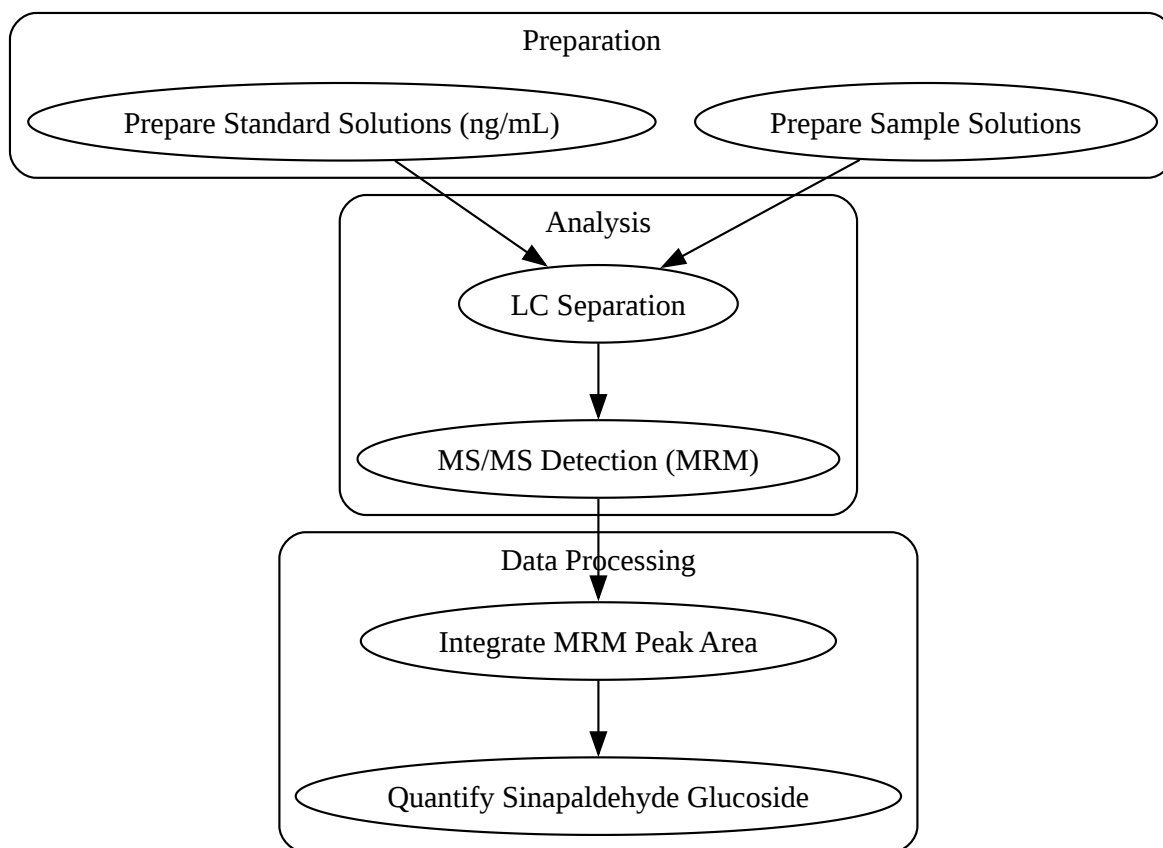 Preparation
Prepare Standard Solutions (ng/mL)
Prepare Sample Solutions
Analysis
LC Separation
MS/MS Detection (MRM)
Data Processing
Integrate MRM Peak Area
Quantify Sinapaldehyde Glucoside